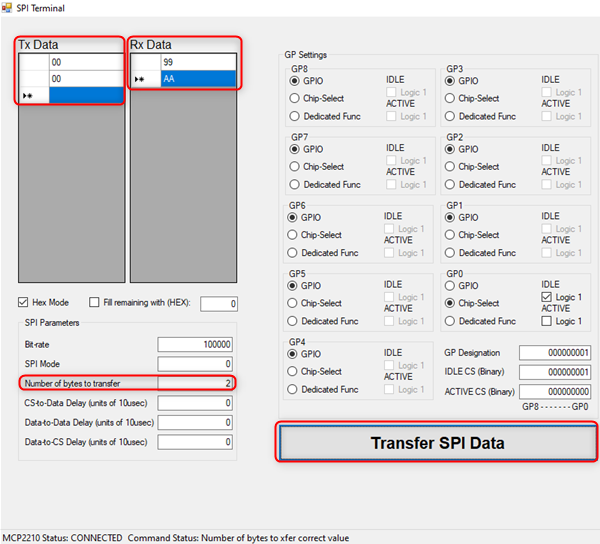 SPI Terminal
Tx Data Rx Data
00
00
99
AA
Hex Mode Fill remaining with (HEX): 0
SPI Parameters
Bit-rate 100000
SPI Mode 0
Number of bytes to transfer 2
CS-to-Data Delay (units of 10usec) 0
Data-to-Data Delay (units of 10usec) 0
Data-to-CS Delay (units of 10usec) 0
GP Settings
GP8
GPIO IDLE
Logic 1
Chip-Select ACTIVE
Dedicated Func Logic 1
GP3
GPIO IDLE
Logic 1
Chip-Select ACTIVE
Dedicated Func Logic 1
GP7
GPIO IDLE
Logic 1
Chip-Select ACTIVE
Dedicated Func Logic 1
GP2
GPIO IDLE
Logic 1
Chip-Select ACTIVE
Dedicated Func Logic 1
GP6
GPIO IDLE
Logic 1
Chip-Select ACTIVE
Dedicated Func Logic 1
GP1
GPIO IDLE
Logic 1
Chip-Select ACTIVE
Dedicated Func Logic 1
GP5
GPIO IDLE
Logic 1
Chip-Select ACTIVE
Dedicated Func Logic 1
GP0
GPIO IDLE
Logic 1
Chip-Select ACTIVE
Dedicated Func Logic 1
GP4
GPIO IDLE
Logic 1
Chip-Select ACTIVE
Dedicated Func Logic 1
GP Designation 000000001
IDLE CS (Binary) 000000001
ACTIVE CS (Binary) 000000000
GP8 - - - - - - - GP0
Transfer SPI Data
MCP2210 Status: CONNECTED Command Status: Number of bytes to xfer correct value